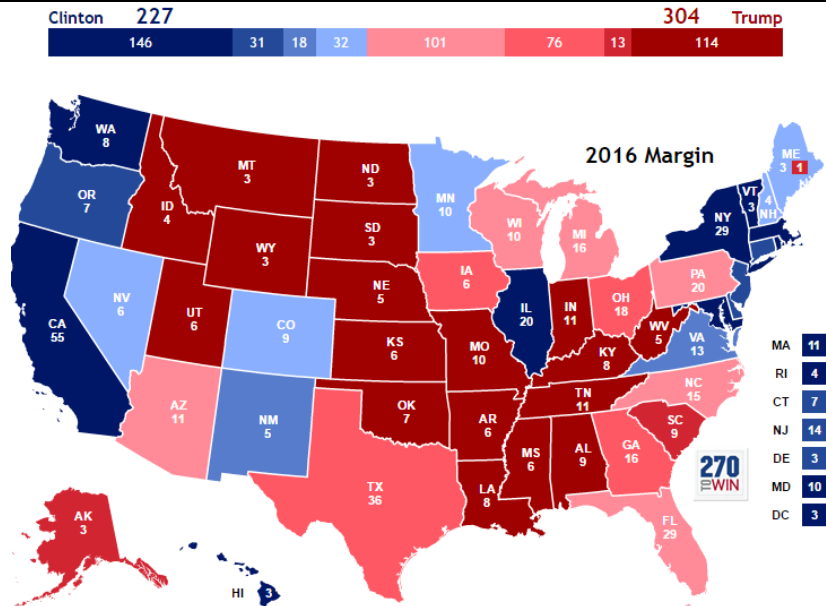 Clinton 227 304 Trump
146 31 18 32 101 76 13 114
2016 Margin
WA
8
OR
7
CA
55
NV
6
ID
4
MT
3
WY
3
UT
6
AZ
11
CO
9
NM
5
ND
3
SD
3
NE
5
KS
6
OK
7
TX
36
MN
10
IA
6
MO
10
AR
6
LA
8
WI
10
IL
20
MI
16
IN
11
OH
18
KY
8
TN
11
MS
6
AL
9
GA
16
FL
29
SC
9
NC
15
VA
13
WV
5
PA
20
NY
29
VT
3
4
NH
ME
3 1
AK
3
HI 3
MA 11
RI 4
CT 7
NJ 14
DE 3
MD 10
DC 3
270
TO WIN